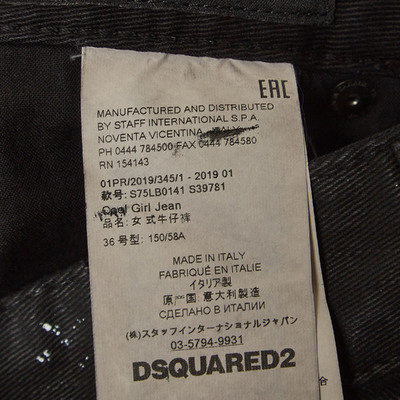 EAC
MANUFACTURED AND DISTRIBUTED
BY STAFF INTERNATIONAL S.P.A.
NOVENTA VICENTINA,
PH 0444 784500 FAX 0444 784580
RN 154143
01PR/2019/345/1 - 2019 01
款号: S75LB0141 S39781
Cool Girl Jean
品名: 女式牛仔裤
36 号型: 150/58A
MADE IN ITALY
FABRIQUÉ EN ITALIE
イタリア製
原产国:意大利製造
СДЕЛАНО В ИТАЛИИ
(株)スタッフインターナショナルジャパン
03-5794-9931
DSQUARED2
合